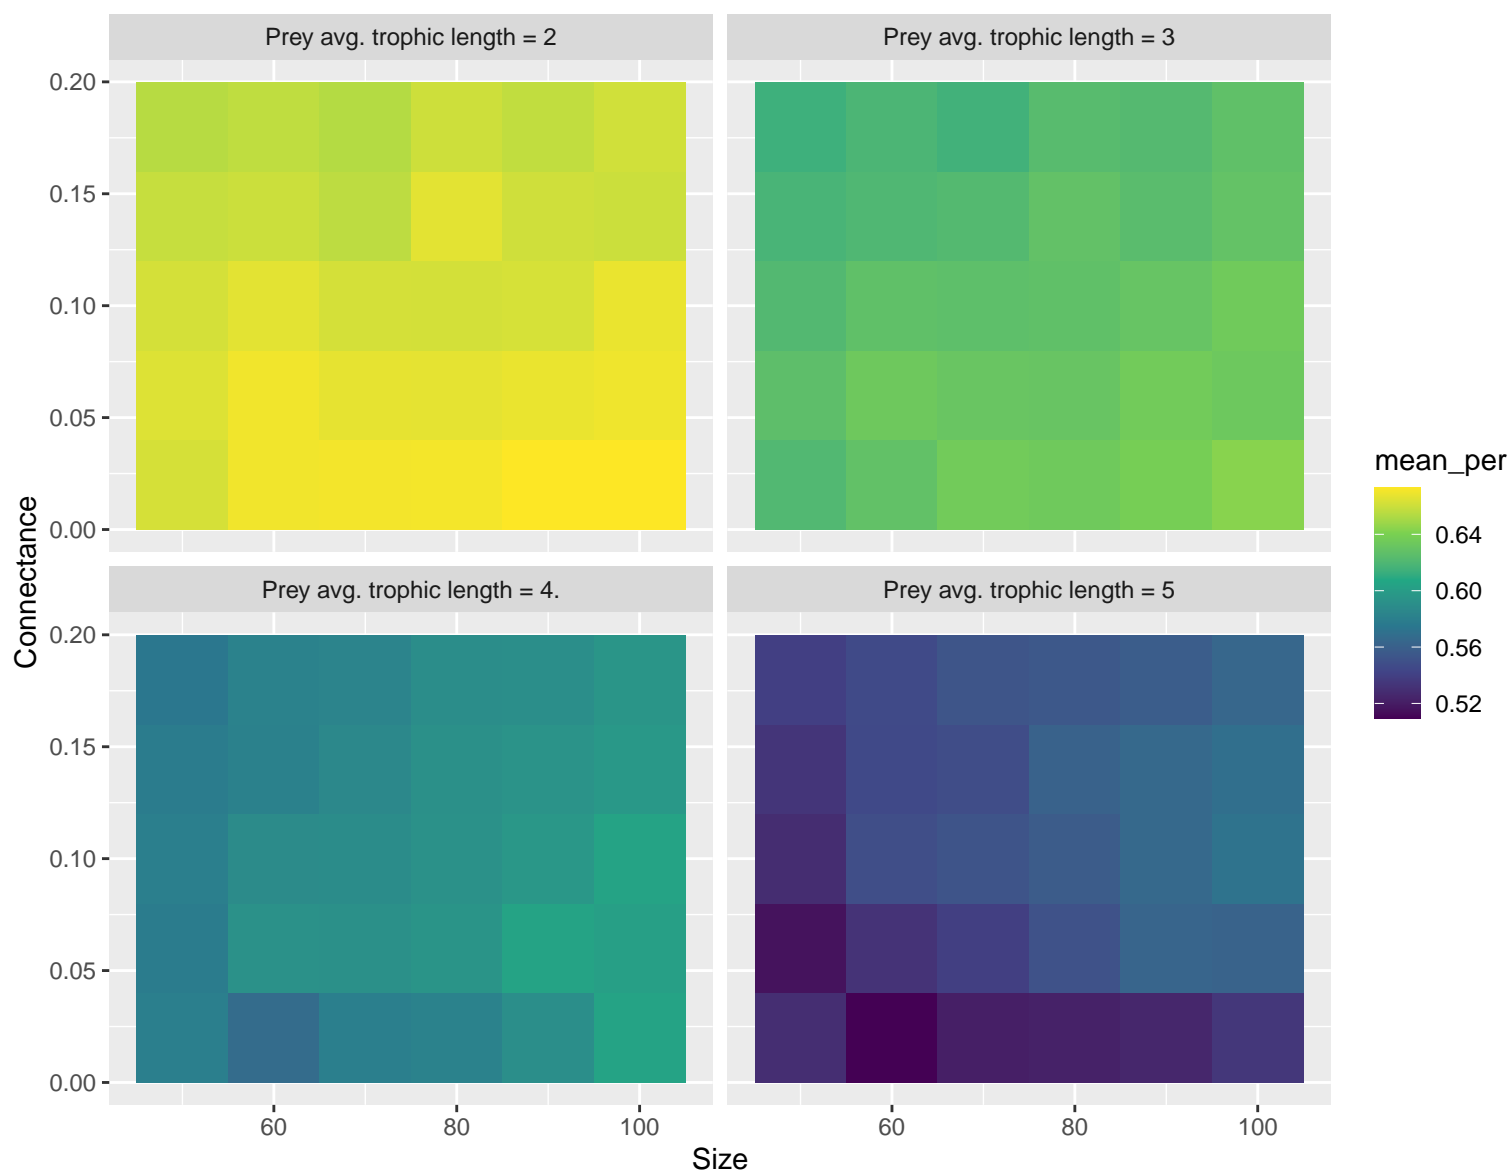 Prey avg. trophic length = 2
Prey avg. trophic length = 3
0.20
0.15
0.10
0.05
0.00
Prey avg. trophic length = 4.
Prey avg. trophic length = 5
0.20
0.15
0.10
0.05
0.00
60
80
100
60
80
100
Size
Connectance
mean_per
0.64
0.60
0.56
0.52